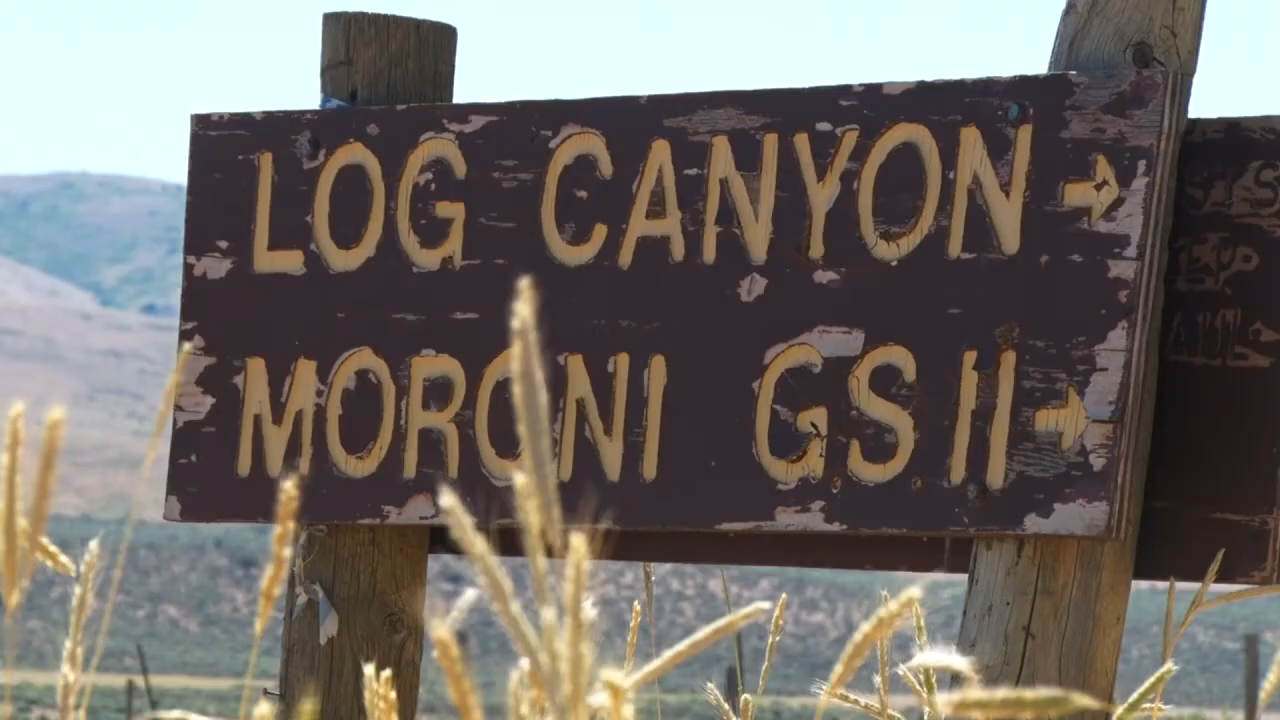 LOG CANYON →
MORONI GS 11 →